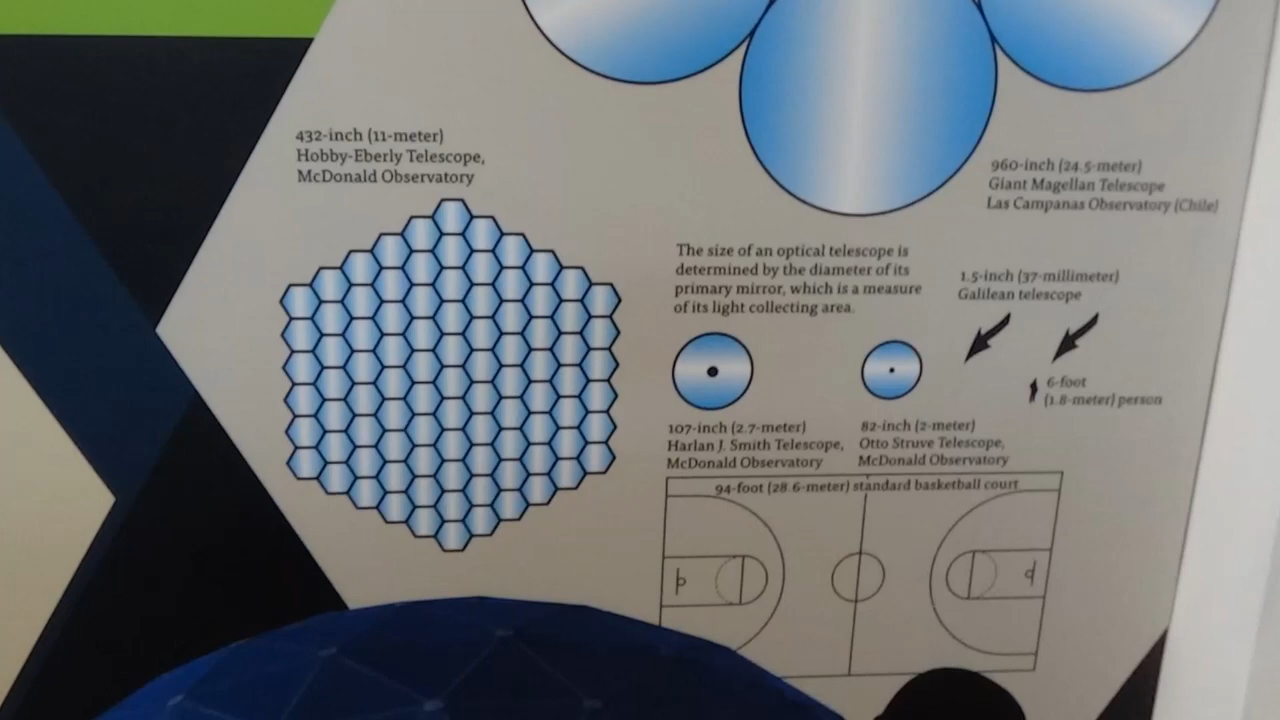 432-inch (11-meter)
Hobby-Eberly Telescope,
McDonald Observatory
960-inch (24.5-meter)
Giant Magellan Telescope
Las Campanas Observatory (Chile)
The size of an optical telescope is
determined by the diameter of its
primary mirror, which is a measure
of its light collecting area.
1.5-inch (37-millimeter)
Galilean telescope
6-foot
(1.8-meter) person
107-inch (2.7-meter)
Harlan J. Smith Telescope,
McDonald Observatory
82-inch (2-meter)
Otto Struve Telescope,
McDonald Observatory
94-foot (28.6-meter) standard basketball court